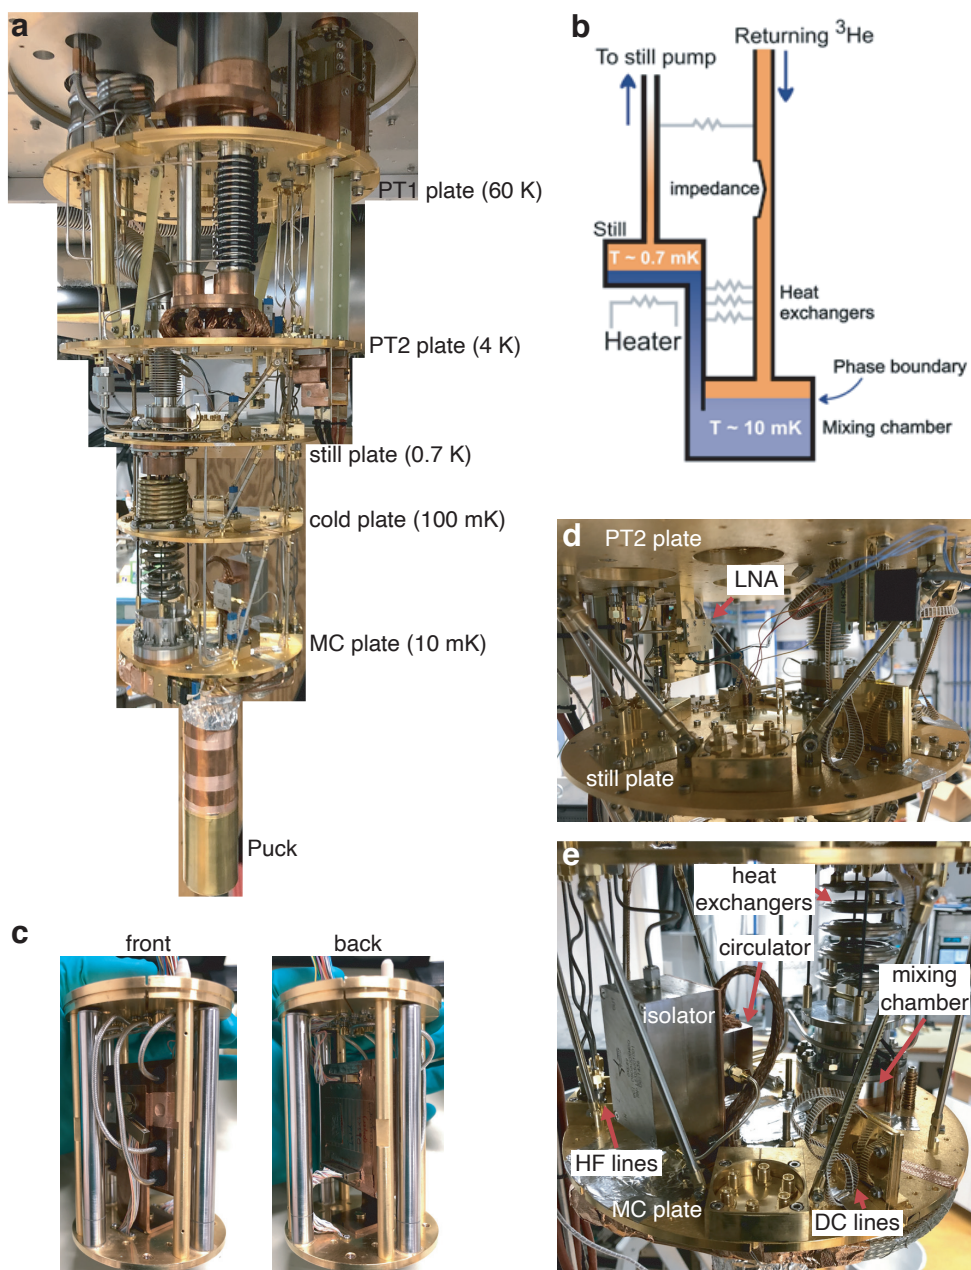 a
PT1 plate (60 K)
PT2 plate (4 K)
still plate (0.7 K)
cold plate (100 mK)
MC plate (10 mK)
Puck
b
Returning ³He
To still pump
impedance
Still
T ~ 0.7 mK
Heat
exchangers
Heater
Phase boundary
T ~ 10 mK
Mixing chamber
c
front
back
d
PT2 plate
LNA
still plate
e
heat
exchangers
circulator
mixing
chamber
isolator
HF lines
MC plate
DC lines